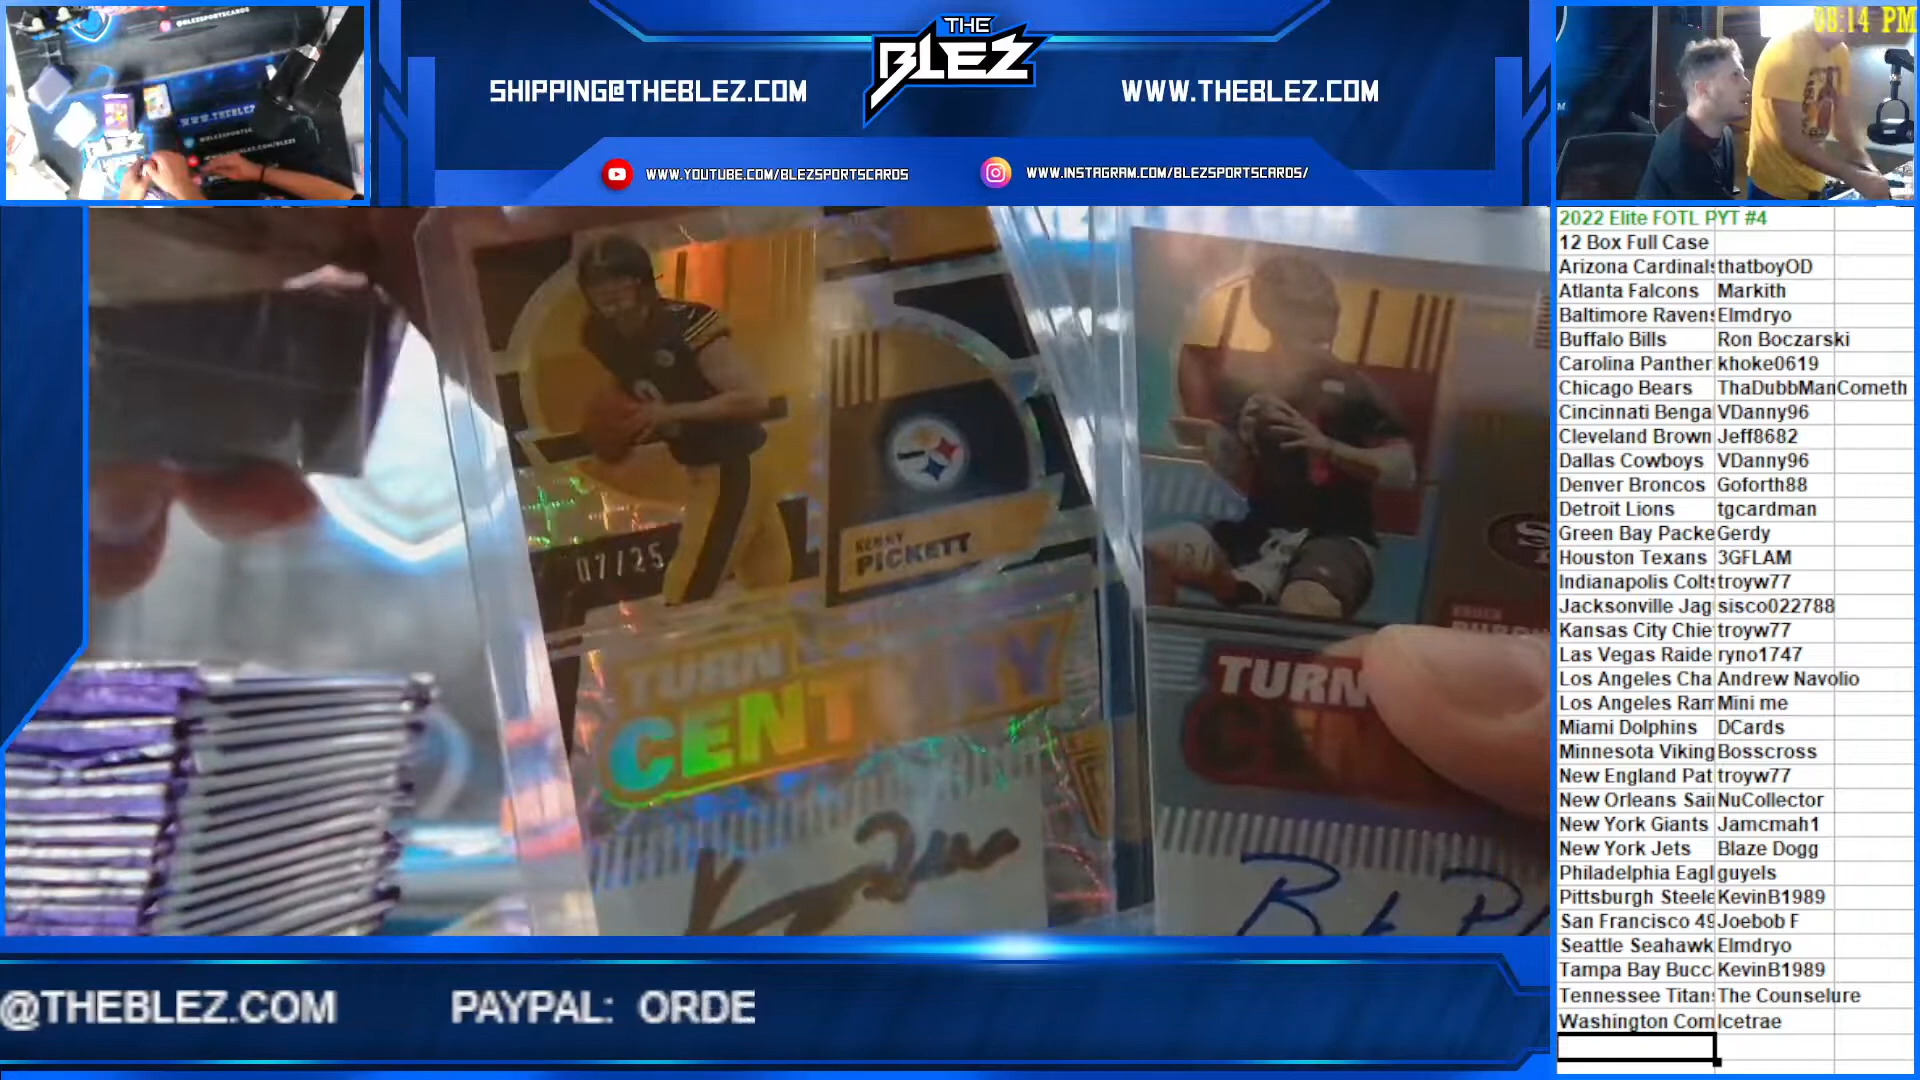 08:14 PM
THE
BLEZ
SHIPPING@THEBLEZ.COM
WWW.THEBLEZ.COM
WWW.YOUTUBE.COM/BLEZSPORTSCARDS
WWW.INSTAGRAM.COM/BLEZSPORTSCARDS/
2022 Elite FOTL PYT #4
12 Box Full Case
Arizona Cardinals thatboyOD
Atlanta Falcons Markith
Baltimore Ravens Elmdryo
Buffalo Bills Ron Boczarski
Carolina Panther khoke0619
Chicago Bears ThaDubbManCometh
Cincinnati Benga VDanny96
Cleveland Brown Jeff8682
Dallas Cowboys VDanny96
Denver Broncos Goforth88
Detroit Lions tgcardman
Green Bay Packe Gerdy
Houston Texans 3GFLAM
Indianapolis Colts troyw77
Jacksonville Jag sisco022788
Kansas City Chie troyw77
Las Vegas Raide ryno1747
Los Angeles Cha Andrew Navolio
Los Angeles Ram Mini me
Miami Dolphins DCards
Minnesota Viking Bosscross
New England Pat troyw77
New Orleans Sai NuCollector
New York Giants Jamcmah1
New York Jets Blaze Dogg
Philadelphia Eagl guyels
Pittsburgh Steele KevinB1989
San Francisco 49 Joebob F
Seattle Seahawk Elmdryo
Tampa Bay Bucc KevinB1989
Tennessee Titans The Counselure
Washington Com Icetrae
KENNY
PICKETT
07/25
TURN
CENTURY
TURN
CEN
@THEBLEZ.COM PAYPAL: ORDE